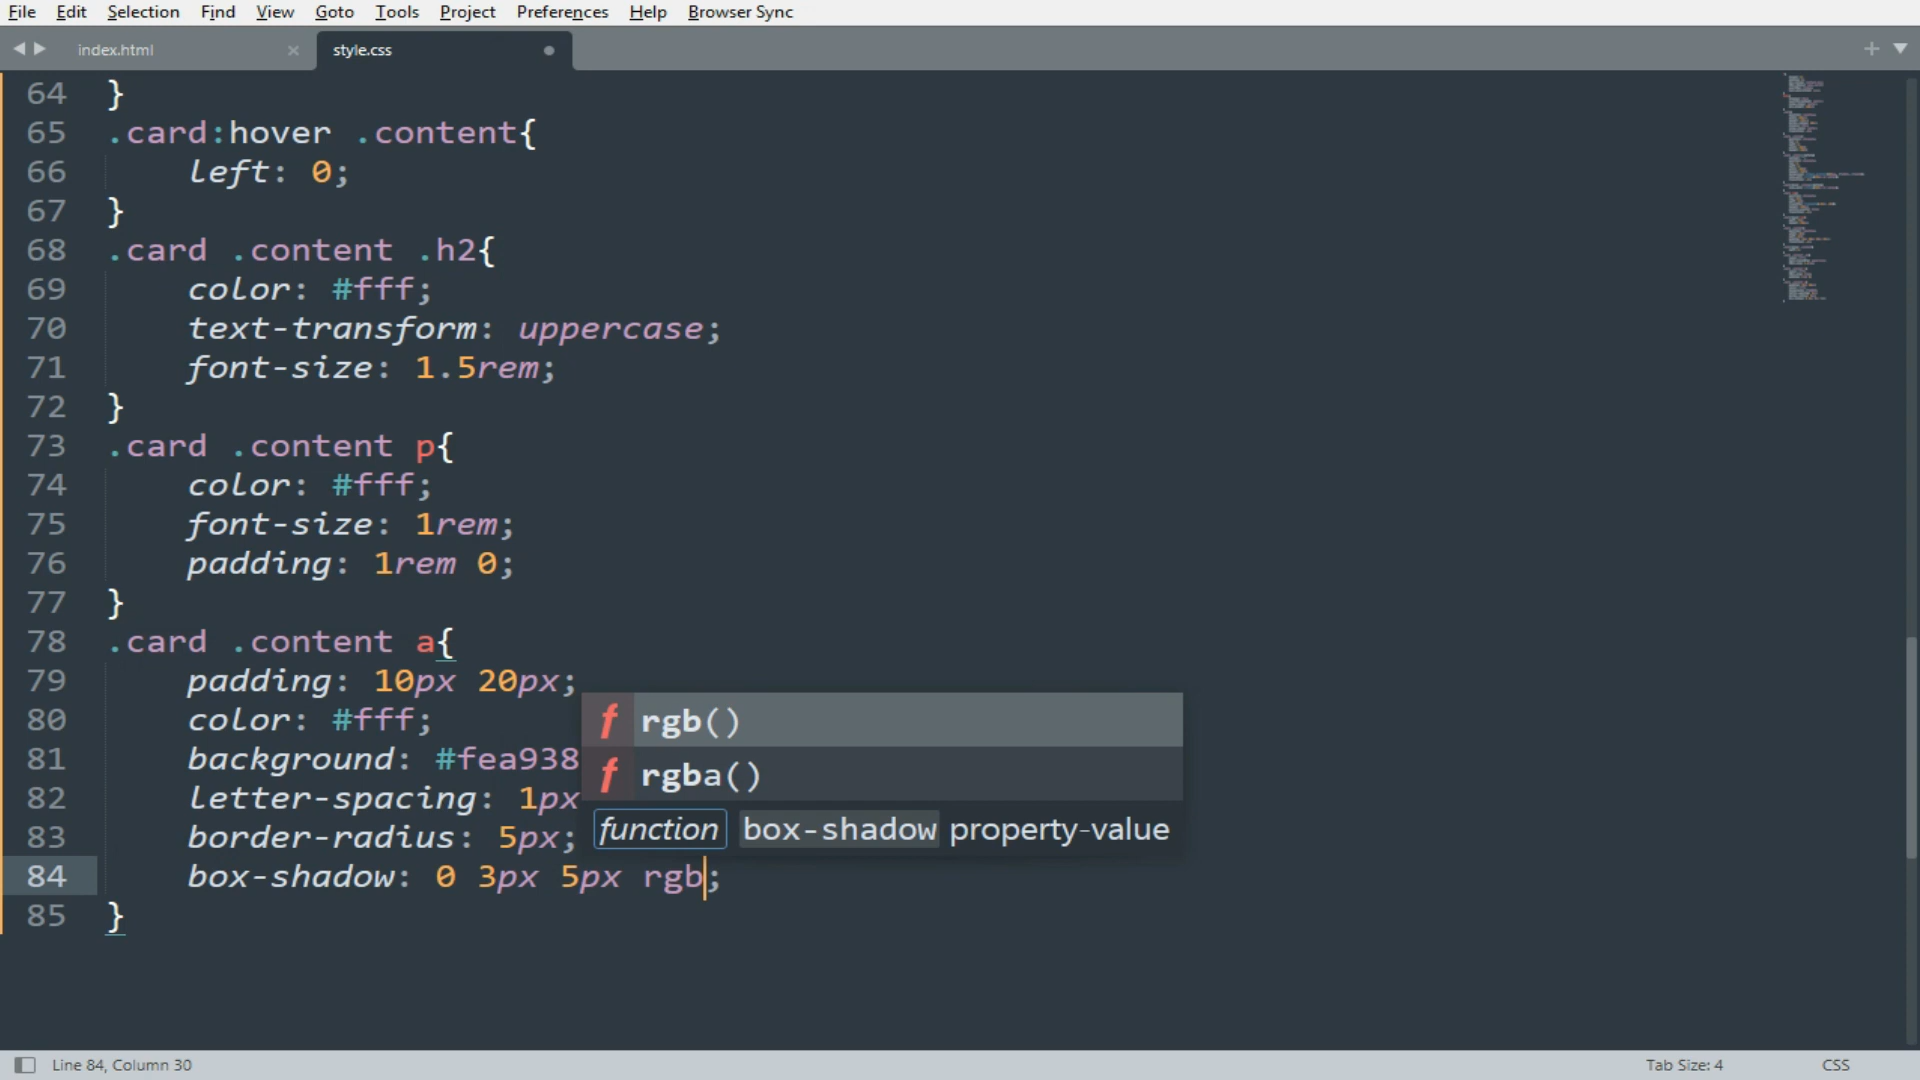 File Edit Selection Find View Goto Tools Project Preferences Help Browser Sync
index.html style.css
64 }
65 .card:hover .content{
66 left: 0;
67 }
68 .card .content .h2{
69 color: #fff;
70 text-transform: uppercase;
71 font-size: 1.5rem;
72 }
73 .card .content p{
74 color: #fff;
75 font-size: 1rem;
76 padding: 1rem 0;
77 }
78 .card .content a{
79 padding: 10px 20px;
80 color: #fff;
81 background: #fea938
82 letter-spacing: 1px
83 border-radius: 5px;
84 box-shadow: 0 3px 5px rgb;
85 }
f rgb()
f rgba()
function box-shadow property-value
Line 84, Column 30 Tab Size: 4 CSS